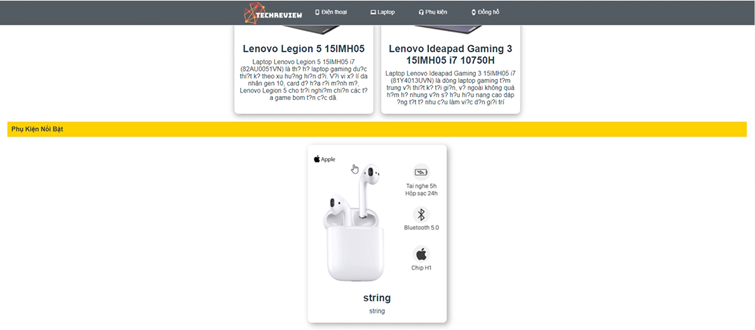 TECHREVIEW
Điện thoại
Laptop
Phụ kiện
Đồng hồ
Lenovo Legion 5 15IMH05
Laptop Lenovo Legion 5 15IMH05 i7
(82AU0051VN) là th? h? laptop gaming du?c
thi?t k? theo xu hu?ng hi?n d?i. V?i vi x? lí da
nhân gen 10, card d? h?a r?i m?nh m?,
Lenovo Legion 5 cho tr?i nghi?m chi?n các t?a
a game bom t?n c?c dã.
Lenovo Ideapad Gaming 3
15IMH05 i7 10750H
Laptop Lenovo Ideapad Gaming 3 15IMH05 i7
(81Y4013UVN) là dòng laptop gaming t?m
trung v?i thi?t k? t?i gi?n, v? ngoài không quá
h?m h? nhưng v?n s? h?u hi?u nang cao dáp
?ng t?t t? nhu c?u làm vi?c d?n gi?i trí
Phụ Kiện Nổi Bật
Apple
Tai nghe 5h
Hộp sạc 24h
Bluetooth 5.0
Chip H1
string
string